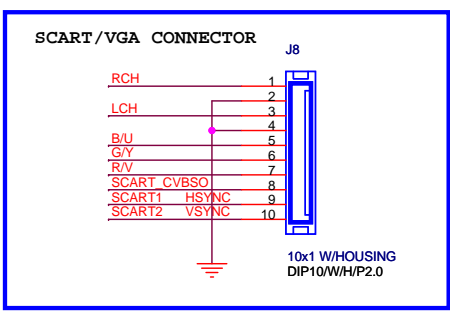 SCART/VGA CONNECTOR
J8
RCH 1
2
LCH 3
4
B/U 5
G/Y 6
R/V 7
SCART_CVBSO 8
SCART1 HSYNC 9
SCART2 VSYNC 10
10x1 W/HOUSING
DIP10/W/H/P2.0